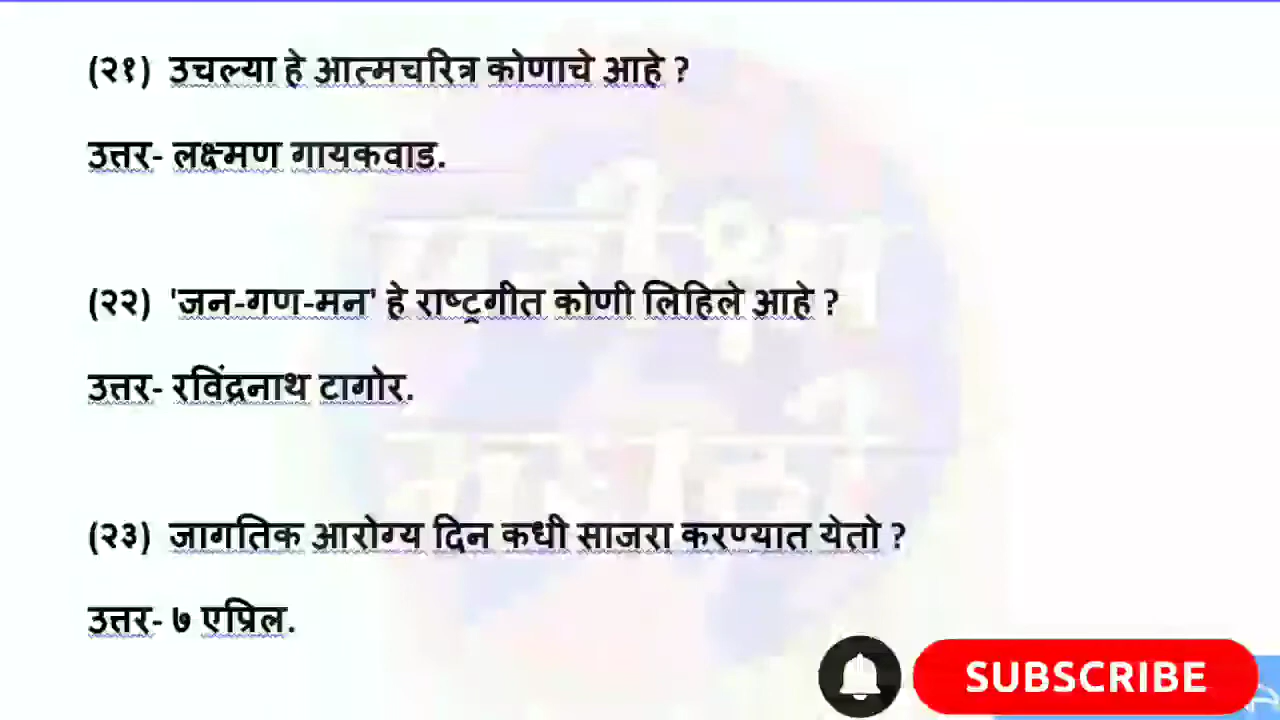 (२१) उचल्या हे आत्मचरित्र कोणाचे आहे ?
उत्तर- लक्ष्मण गायकवाड.
(२२) 'जन-गण-मन' हे राष्ट्रगीत कोणी लिहिले आहे ?
उत्तर- रविंद्रनाथ टागोर.
(२३) जागतिक आरोग्य दिन कधी साजरा करण्यात येतो ?
उत्तर- ७ एप्रिल.
SUBSCRIBE